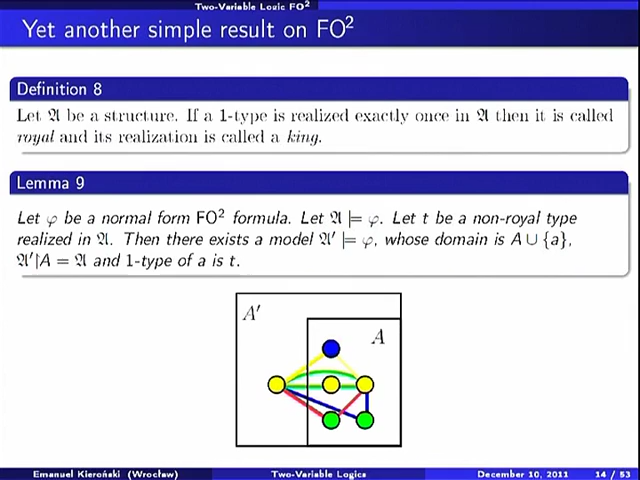 Two-Variable Logic FO²
Yet another simple result on FO²
Definition 8
Let 𝔄 be a structure. If a 1-type is realized exactly once in 𝔄 then it is called
royal and its realization is called a king.
Lemma 9
Let φ be a normal form FO² formula. Let 𝔄 ⊨ φ. Let t be a non-royal type
realized in 𝔄. Then there exists a model 𝔄′ ⊨ φ, whose domain is A ∪ {a},
𝔄′↾A = 𝔄 and 1-type of a is t.
A′
A
Emanuel Kieroński (Wrocław) Two-Variable Logics December 10, 2011 14 / 53